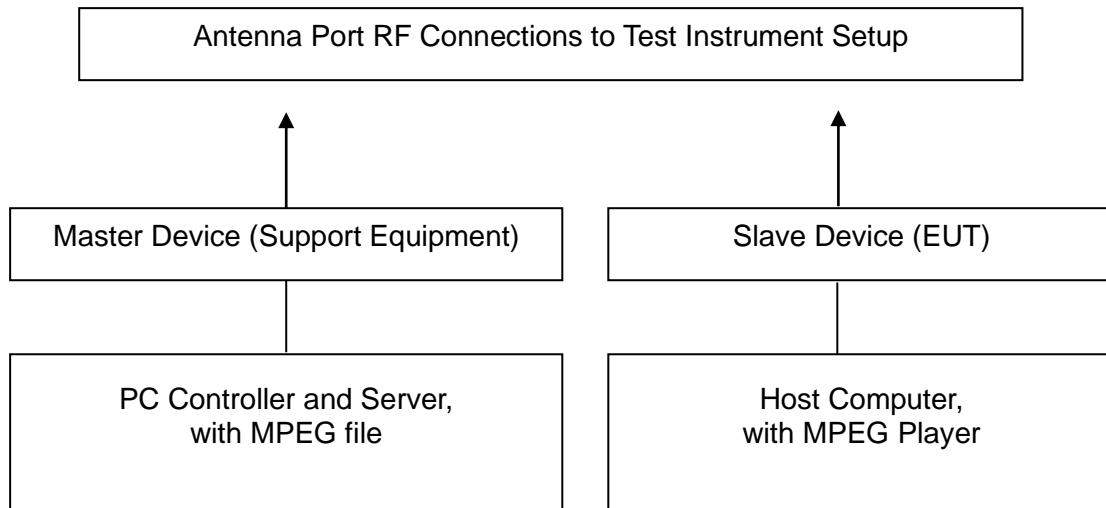 Antenna Port RF Connections to Test Instrument Setup
Master Device (Support Equipment)
Slave Device (EUT)
PC Controller and Server,
with MPEG file
Host Computer,
with MPEG Player